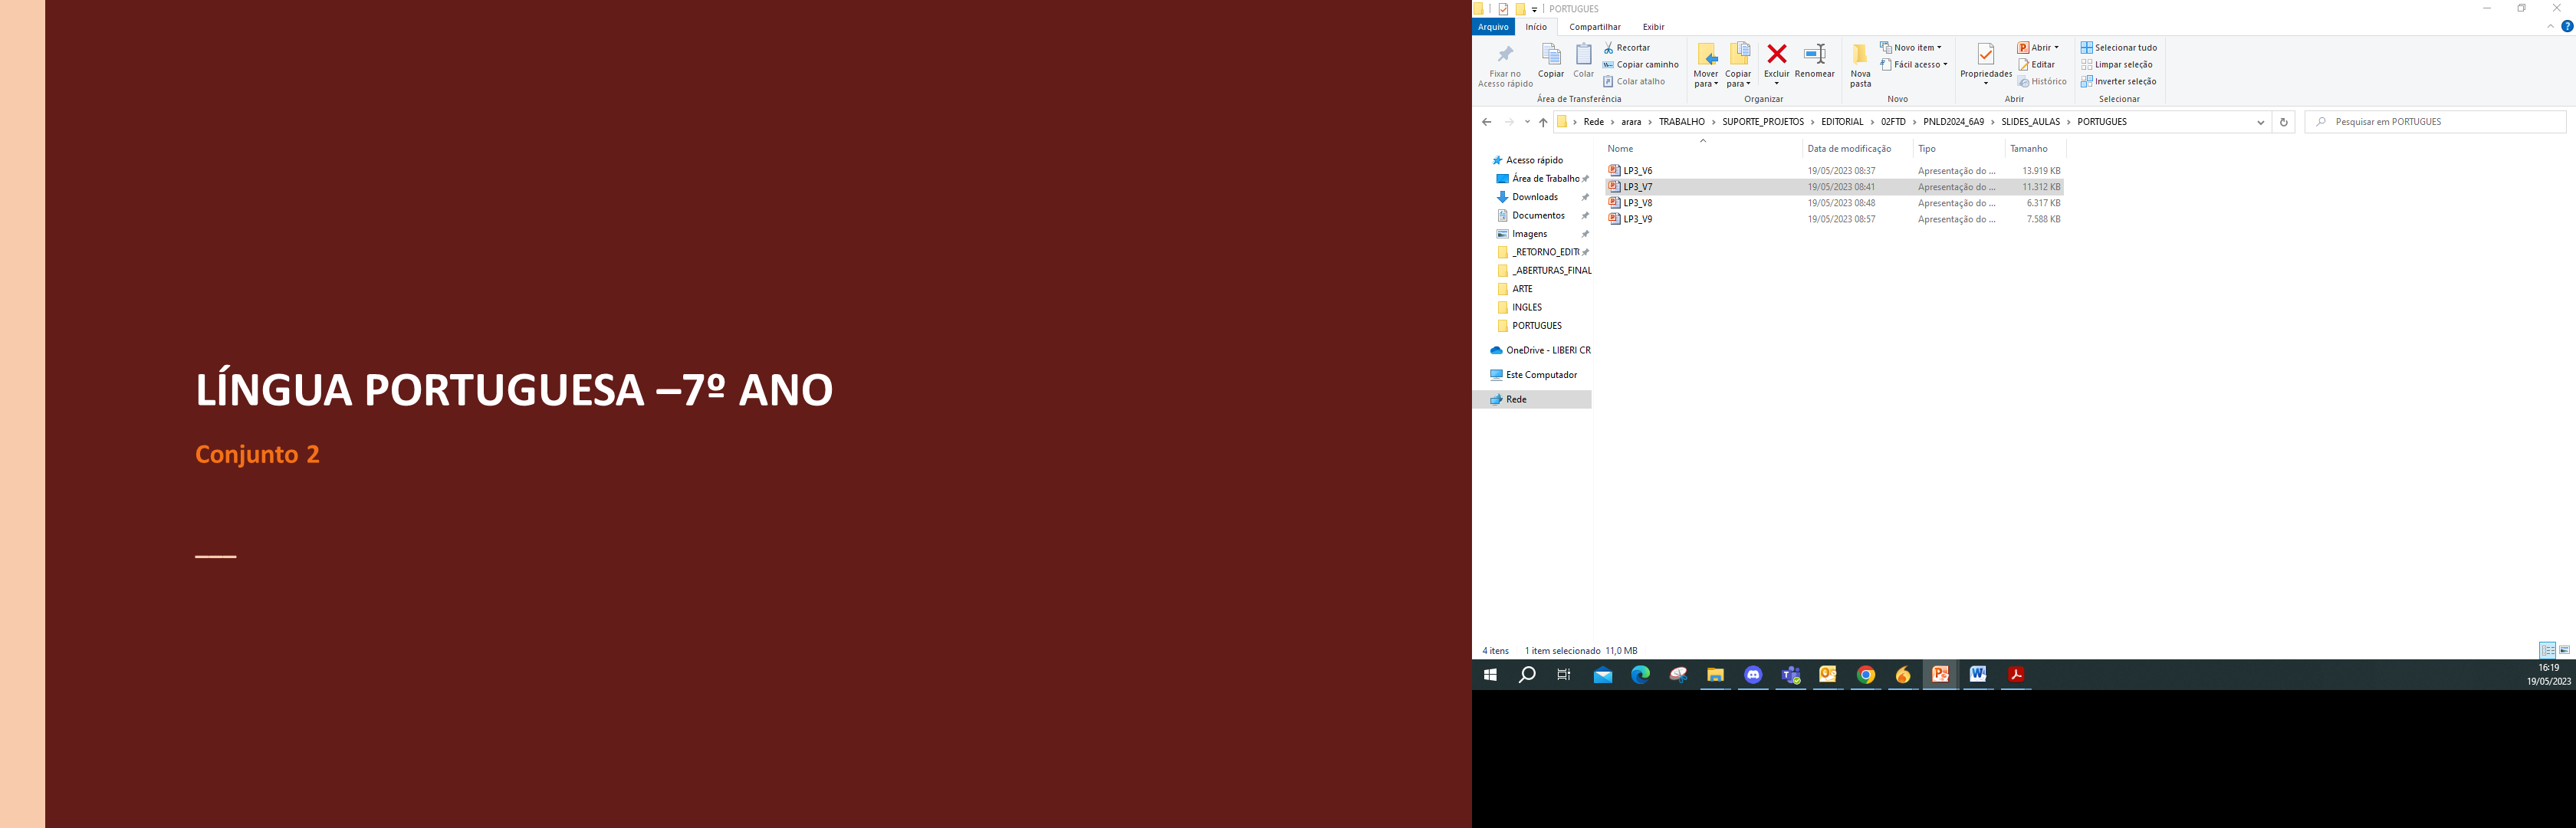 LÍNGUA PORTUGUESA –7º ANO
Conjunto 2
PORTUGUES
Arquivo Início Compartilhar Exibir
Fixar no Acesso rápido
Copiar
Colar
Recortar
Copiar caminho
Colar atalho
Área de Transferência
Mover para
Copiar para
Excluir
Renomear
Organizar
Nova pasta
Novo item
Fácil acesso
Novo
Propriedades
Abrir
Editar
Histórico
Abrir
Selecionar tudo
Limpar seleção
Inverter seleção
Selecionar
Rede › arara › TRABALHO › SUPORTE_PROJETOS › EDITORIAL › 02FTD › PNLD2024_6A9 › SLIDES_AULAS › PORTUGUES
Pesquisar em PORTUGUES
Acesso rápido
Área de Trabalho
Downloads
Documentos
Imagens
_RETORNO_EDIT
_ABERTURAS_FINAL
ARTE
INGLES
PORTUGUES
OneDrive - LIBERI CR
Este Computador
Rede
Nome Data de modificação Tipo Tamanho
LP3_V6 19/05/2023 08:37 Apresentação do ... 13.919 KB
LP3_V7 19/05/2023 08:41 Apresentação do ... 11.312 KB
LP3_V8 19/05/2023 08:48 Apresentação do ... 6.317 KB
LP3_V9 19/05/2023 08:57 Apresentação do ... 7.588 KB
4 itens 1 item selecionado 11,0 MB
16:19
19/05/2023